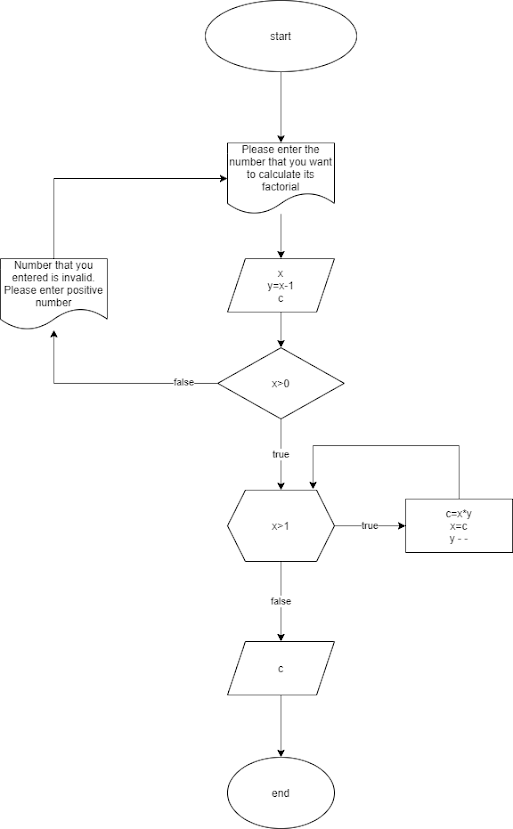 start
Please enter the
number that you want
to calculate its
factorial
Number that you
entered is invalid.
Please enter positive
number
x
y=x-1
c
x>0
false
true
x>1
true
c=x*y
x=c
y - -
false
c
end